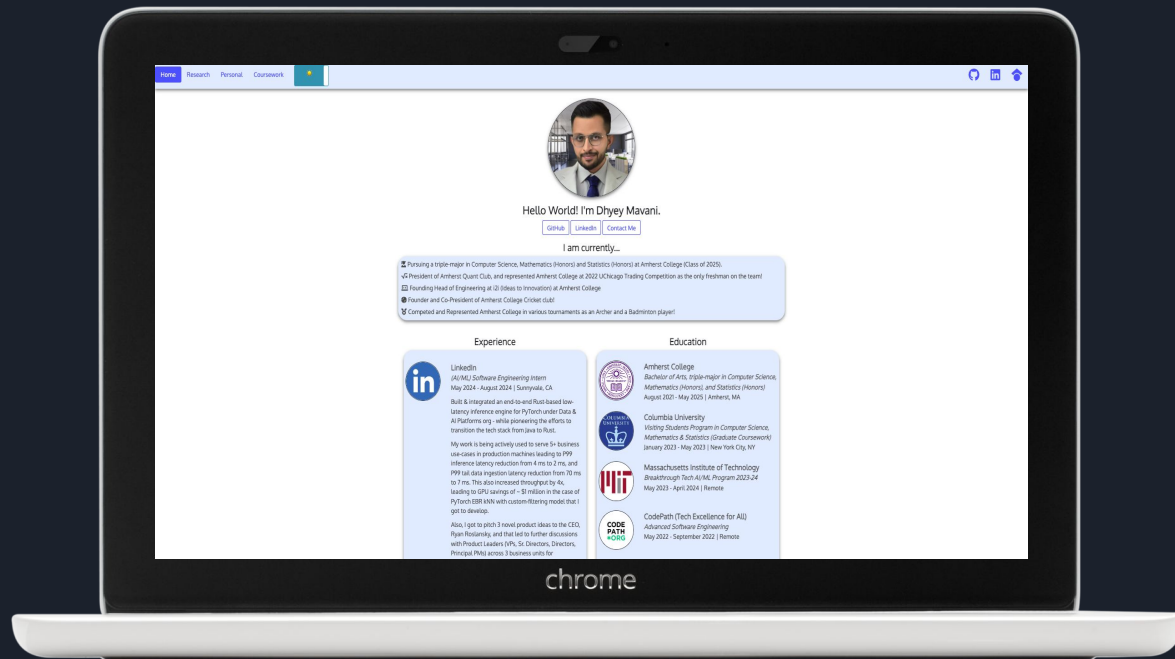 Home Research Personal Coursework
Hello World! I'm Dhyey Mavani.
GitHub LinkedIn Contact Me
I am currently...
Pursuing a triple-major in Computer Science, Mathematics (Honors) and Statistics (Honors) at Amherst College (Class of 2025).
President of Amherst Quant Club, and represented Amherst College at 2022 UChicago Trading Competition as the only freshman on the team!
Founding Head of Engineering at i2i (Ideas to Innovation) at Amherst College
Founder and Co-President of Amherst College Cricket club!
Competed and Represented Amherst College in various tournaments as an Archer and a Badminton player!
Experience
in
LinkedIn
(AI/ML) Software Engineering Intern
May 2024 - August 2024 | Sunnyvale, CA
Built & integrated an end-to-end Rust-based low-
latency inference engine for PyTorch under Data &
AI Platforms org - while pioneering the efforts to
transition the tech stack from Java to Rust.
My work is being actively used to serve 5+ business
use-cases in production machines leading to P99
inference latency reduction from 4 ms to 2 ms, and
P99 tail data ingestion latency reduction from 70 ms
to 7 ms. This also increased throughput by 4x,
leading to GPU savings of ~ $1 million in the case of
PyTorch EBR kNN with custom-filtering model that I
got to develop.
Also, I got to pitch 3 novel product ideas to the CEO,
Ryan Roslansky, and that led to further discussions
with Product Leaders (VPs, Sr. Directors, Directors,
Principal PMs) across 3 business units for
Education
Amherst College
Bachelor of Arts, triple-major in Computer Science,
Mathematics (Honors), and Statistics (Honors)
August 2021 - May 2025 | Amherst, MA
COLUMBIA
UNIVERSITY
Columbia University
Visiting Students Program in Computer Science,
Mathematics & Statistics (Graduate Coursework)
January 2023 - May 2023 | New York City, NY
MIT
Massachusetts Institute of Technology
Breakthrough Tech AI/ML Program 2023-24
May 2023 - April 2024 | Remote
CODE
PATH
*ORG
CodePath (Tech Excellence for All)
Advanced Software Engineering
May 2022 - September 2022 | Remote
chrome